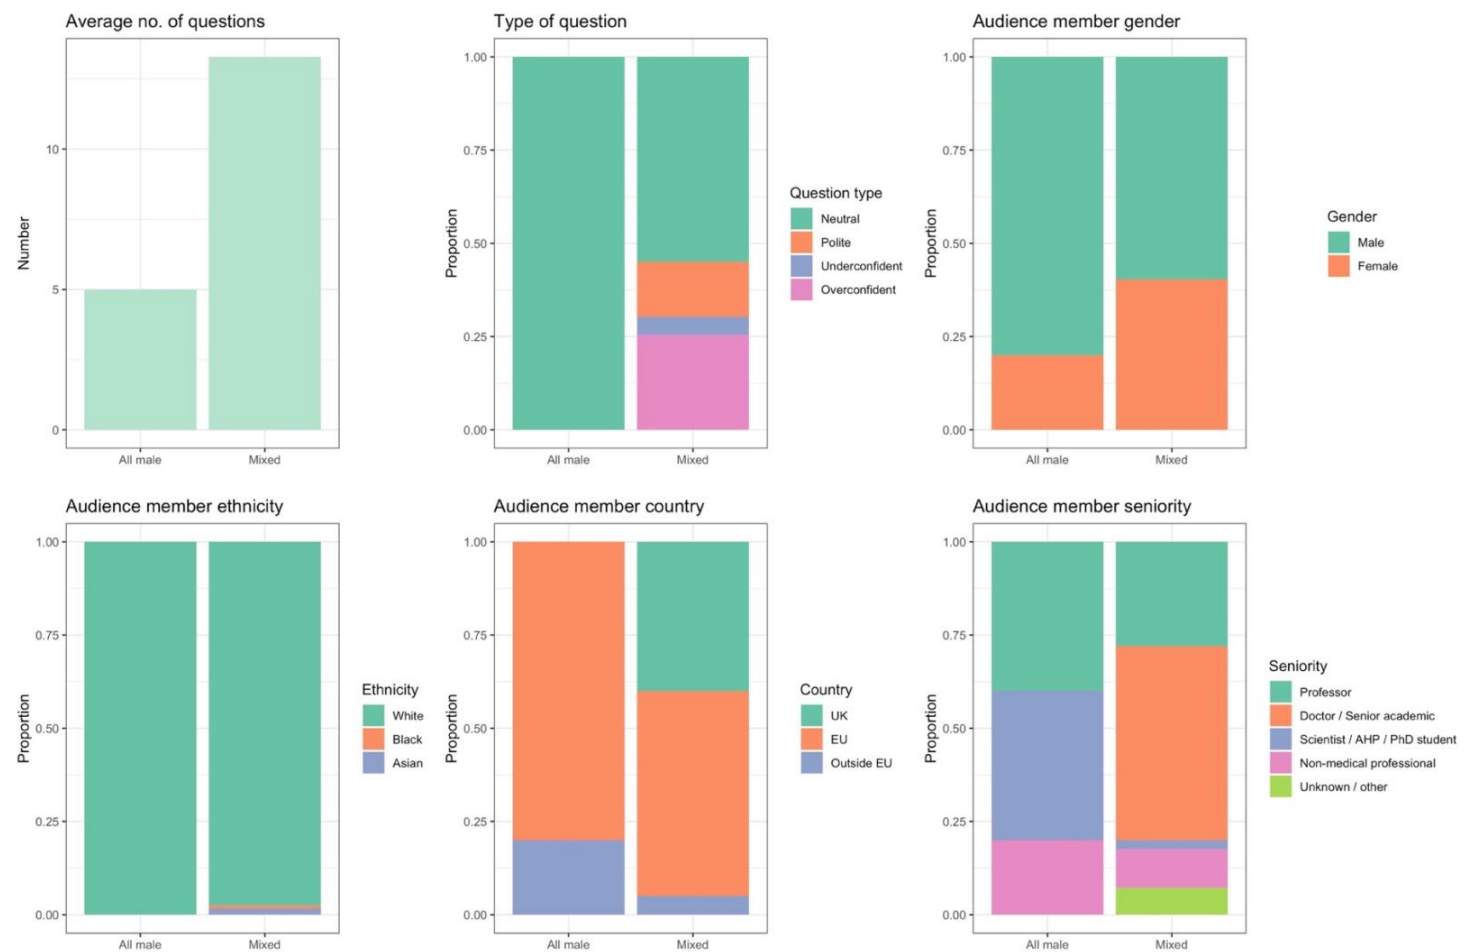 Average no. of questions
Number
10
5
0
All male
Mixed
Type of question
Proportion
1.00
0.75
0.50
0.25
0.00
All male
Mixed
Question type
Neutral
Polite
Underconfident
Overconfident
Audience member gender
Proportion
1.00
0.75
0.50
0.25
0.00
All male
Mixed
Gender
Male
Female
Audience member ethnicity
Proportion
1.00
0.75
0.50
0.25
0.00
All male
Mixed
Ethnicity
White
Black
Asian
Audience member country
Proportion
1.00
0.75
0.50
0.25
0.00
All male
Mixed
Country
UK
EU
Outside EU
Audience member seniority
Proportion
1.00
0.75
0.50
0.25
0.00
All male
Mixed
Seniority
Professor
Doctor / Senior academic
Scientist / AHP / PhD student
Non-medical professional
Unknown / other